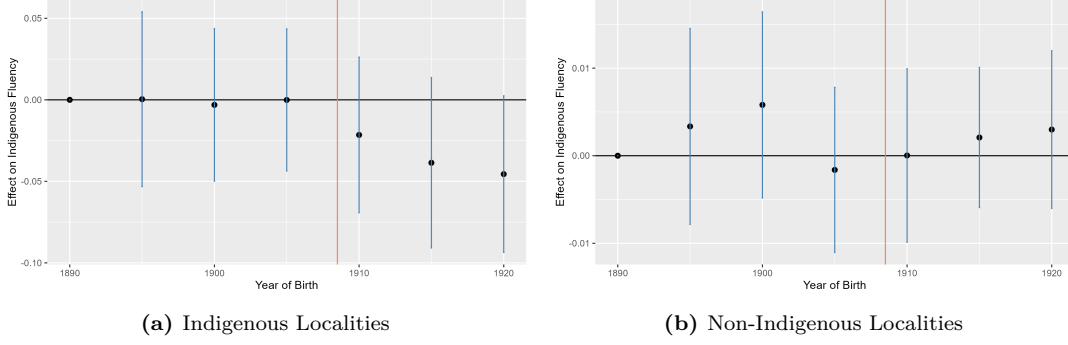 0.05
0.00
-0.05
-0.10
Effect on Indigenous Fluency
1890
1900
1910
1920
Year of Birth
(a) Indigenous Localities
0.01
0.00
-0.01
Effect on Indigenous Fluency
1890
1900
1910
1920
Year of Birth
(b) Non-Indigenous Localities